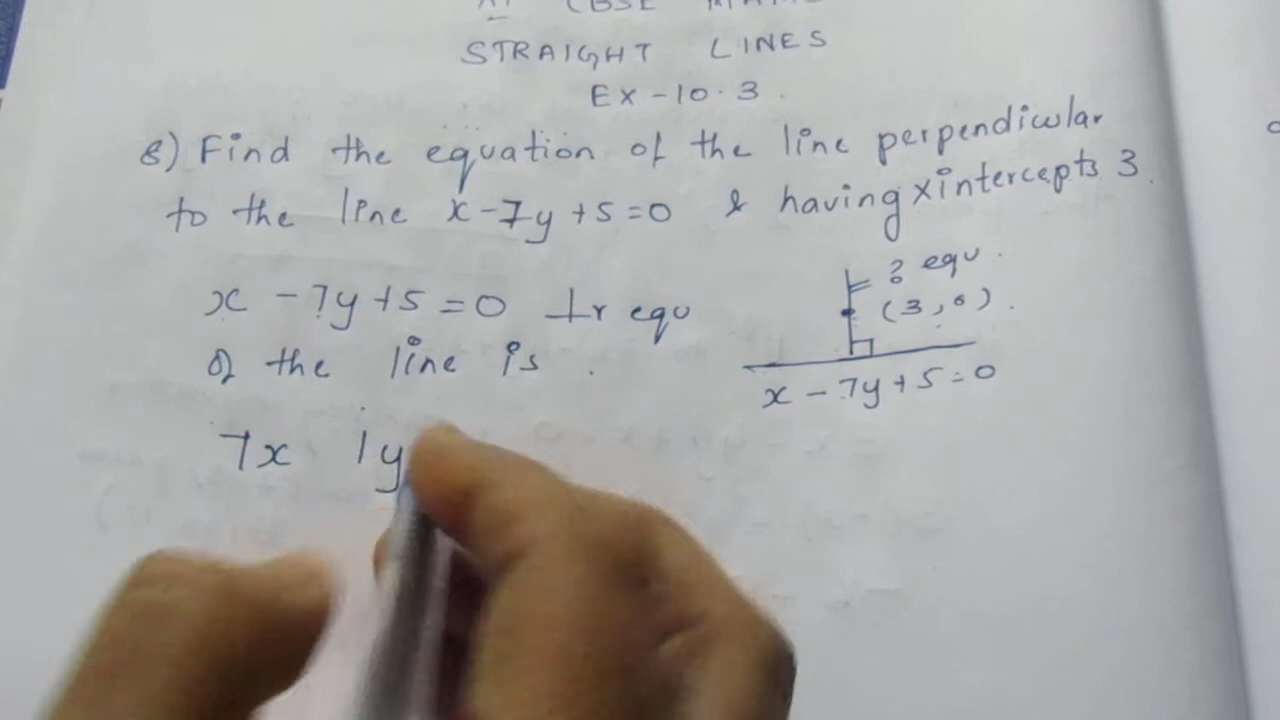 STRAIGHT LINES
EX-10.3.
8) Find the equation of the line perpendicular
to the line x-7y+5=0 & having x intercepts 3.
x-7y+5=0 ⊥r equ
of the line is.
7x 1y
? equ.
(3,0).
x-7y+5=0